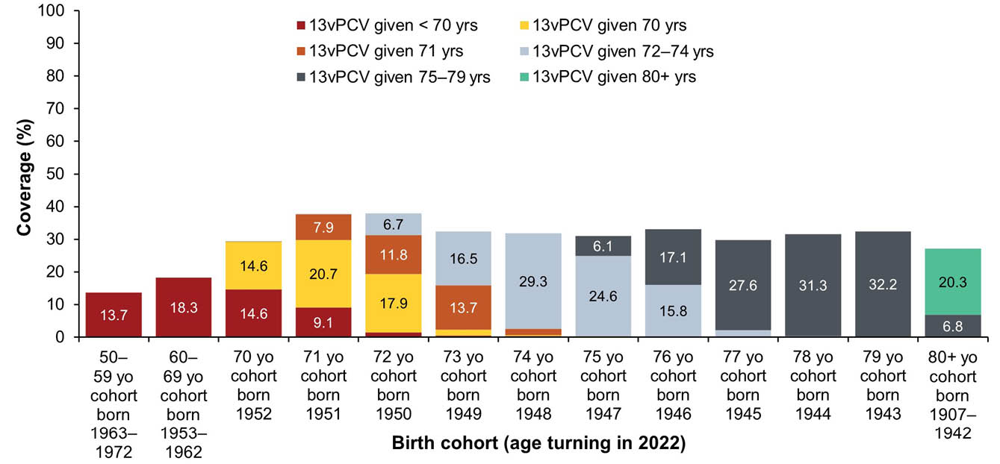 100
90
80
70
60
50
40
30
20
10
0
Coverage (%)
13vPCV given < 70 yrs
13vPCV given 70 yrs
13vPCV given 71 yrs
13vPCV given 72–74 yrs
13vPCV given 75–79 yrs
13vPCV given 80+ yrs
13.7
18.3
14.6
14.6
7.9
20.7
9.1
6.7
11.8
17.9
16.5
13.7
29.3
6.1
24.6
17.1
15.8
27.6
31.3
32.2
20.3
6.8
50–
59 yo
cohort
born
1963–
1972
60–
69 yo
cohort
born
1953–
1962
70 yo
cohort
born
1952
71 yo
cohort
born
1951
72 yo
cohort
born
1950
73 yo
cohort
born
1949
74 yo
cohort
born
1948
75 yo
cohort
born
1947
76 yo
cohort
born
1946
77 yo
cohort
born
1945
78 yo
cohort
born
1944
79 yo
cohort
born
1943
80+ yo
cohort
born
1907–
1942
Birth cohort (age turning in 2022)